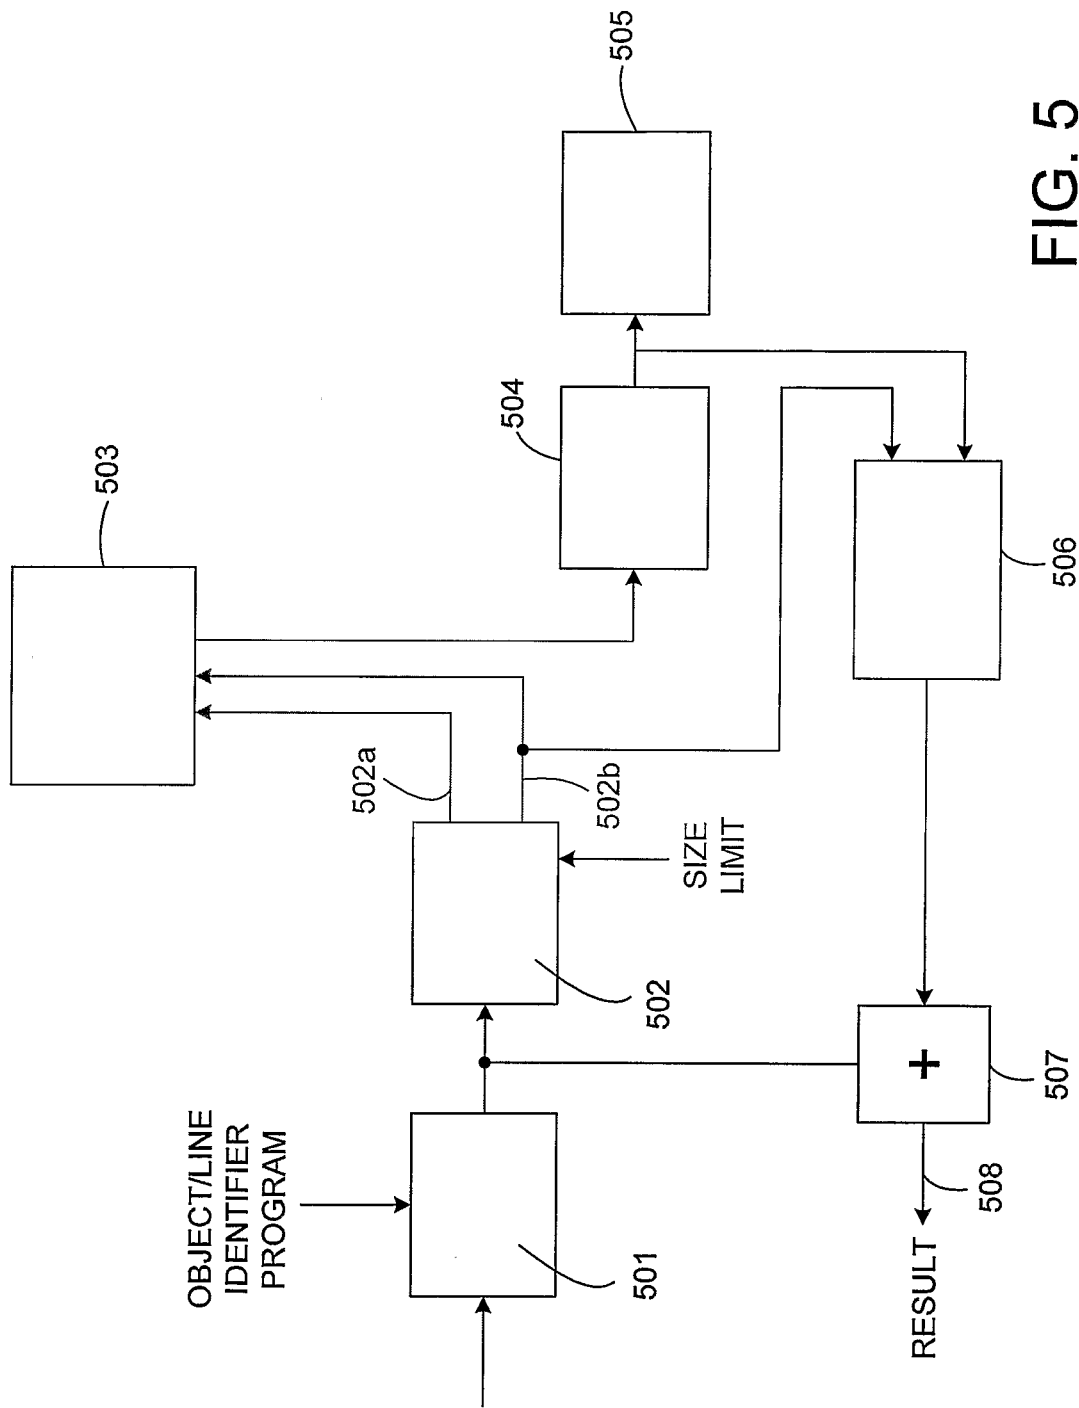 OBJECT/LINE
IDENTIFIER
PROGRAM
501
502
502a
502b
SIZE
LIMIT
503
504
505
506
507
+
508
RESULT
FIG. 5